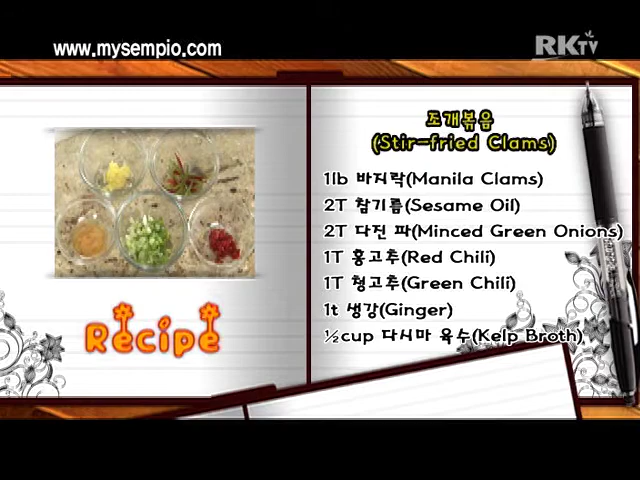 www.mysempio.com
RKTV
조개볶음
(Stir-fried Clams)
1lb 바지락(Manila Clams)
2T 참기름(Sesame Oil)
2T 다진 파(Minced Green Onions)
1T 홍고추(Red Chili)
1T 청고추(Green Chili)
1t 생강(Ginger)
½cup 다시마 육수(Kelp Broth)
Recipe